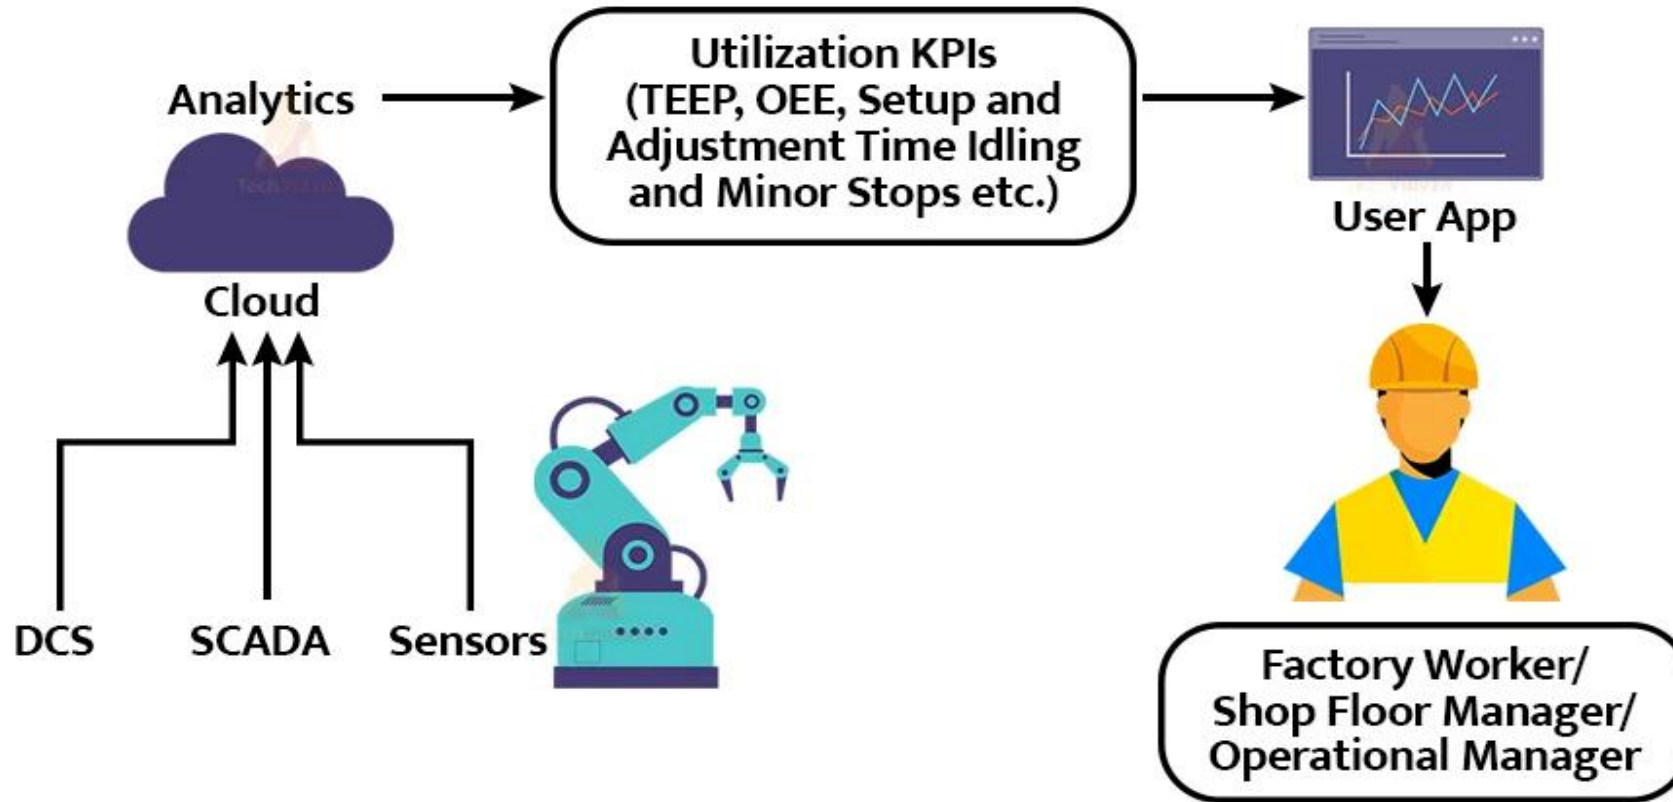 Analytics
Cloud
DCS
SCADA
Sensors
Utilization KPIs
(TEEP, OEE, Setup and
Adjustment Time Idling
and Minor Stops etc.)
User App
Factory Worker/
Shop Floor Manager/
Operational Manager